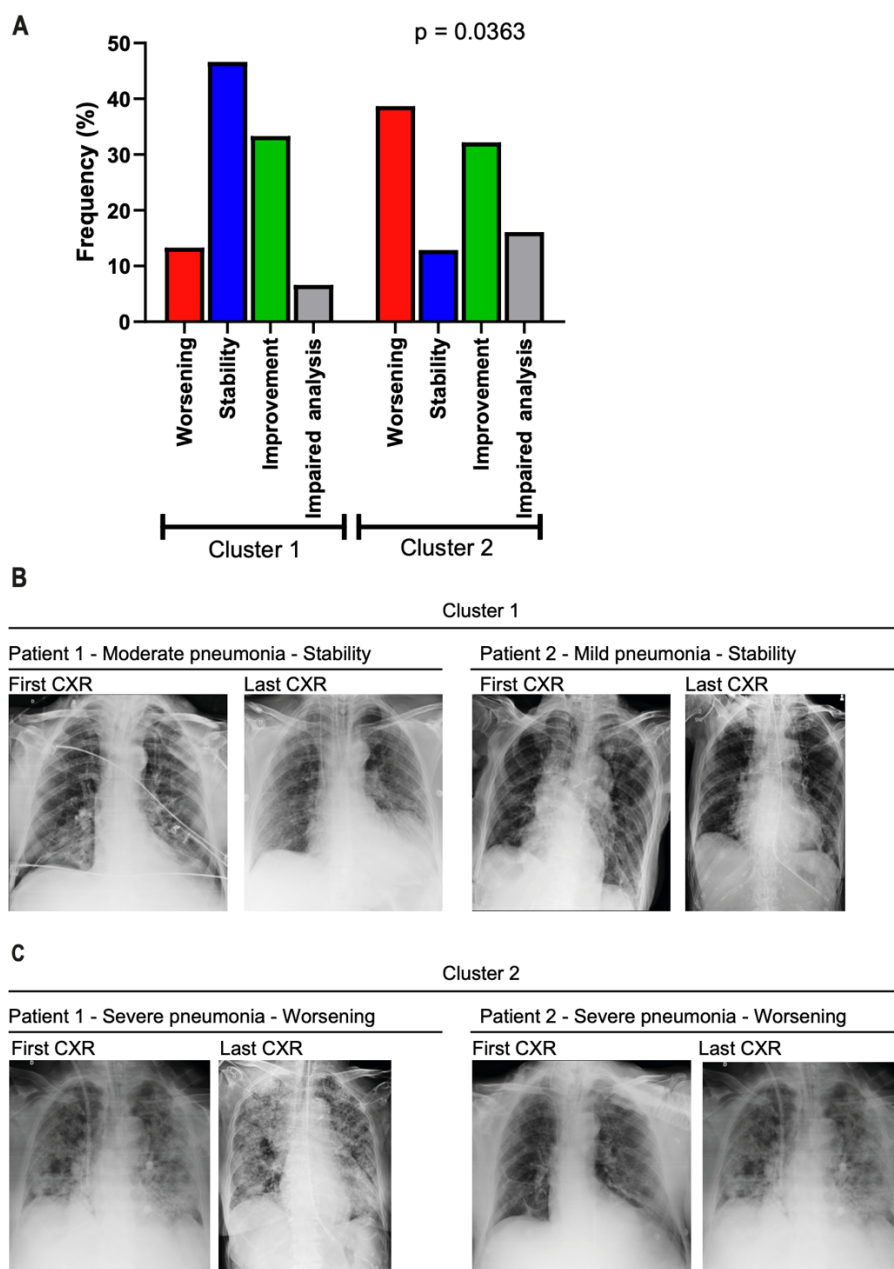 A
p = 0.0363
Frequency (%)
50
40
30
20
10
0
Worsening
Stability
Improvement
Impaired analysis
Worsening
Stability
Improvement
Impaired analysis
Cluster 1
Cluster 2
B
Cluster 1
Patient 1 - Moderate pneumonia - Stability
Patient 2 - Mild pneumonia - Stability
First CXR
Last CXR
First CXR
Last CXR
C
Cluster 2
Patient 1 - Severe pneumonia - Worsening
Patient 2 - Severe pneumonia - Worsening
First CXR
Last CXR
First CXR
Last CXR